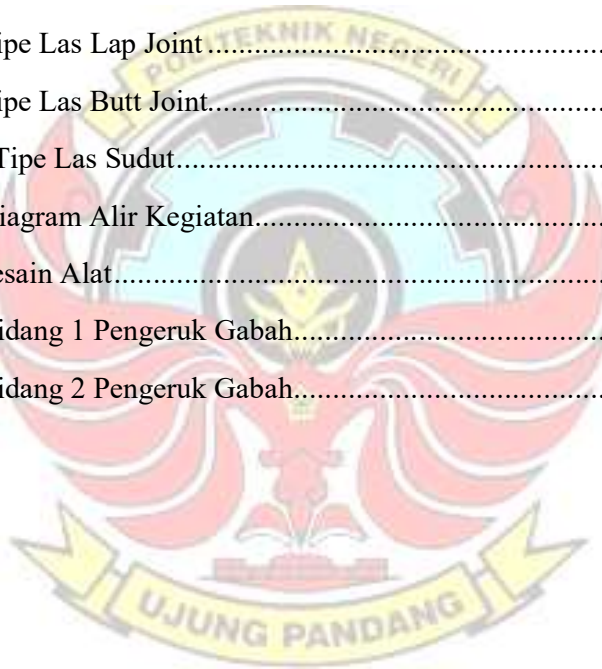 ipe Las Lap Joint................................................
POLITEKNIK NEGERI
ipe Las Butt Joint................................................
Tipe Las Sudut.....................................................
iagram Alir Kegiatan...........................................
esain Alat..............................................................
idang 1 Pengeruk Gabah.....................................
idang 2 Pengeruk Gabah.....................................
UJUNG PANDANG